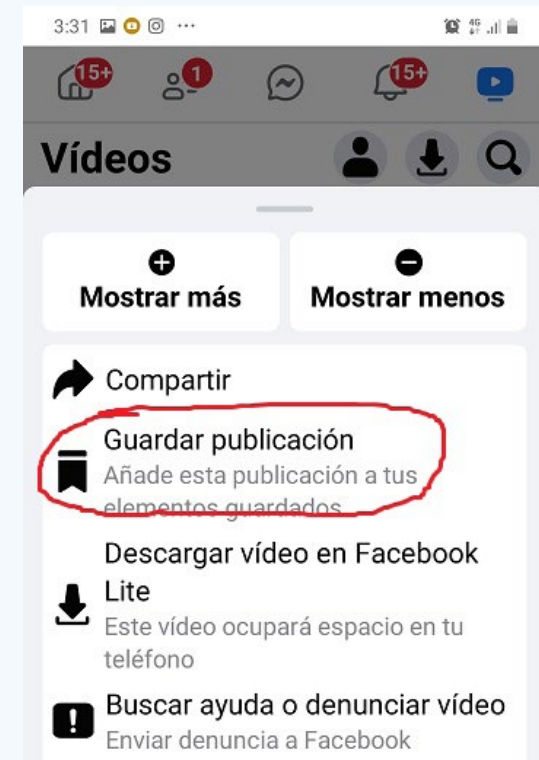 3:31 4G
15+ 1 15+
Vídeos
Mostrar más Mostrar menos
Compartir
Guardar publicación
Añade esta publicación a tus
elementos guardados
Descargar vídeo en Facebook
Lite
Este vídeo ocupará espacio en tu
teléfono
Buscar ayuda o denunciar vídeo
Enviar denuncia a Facebook